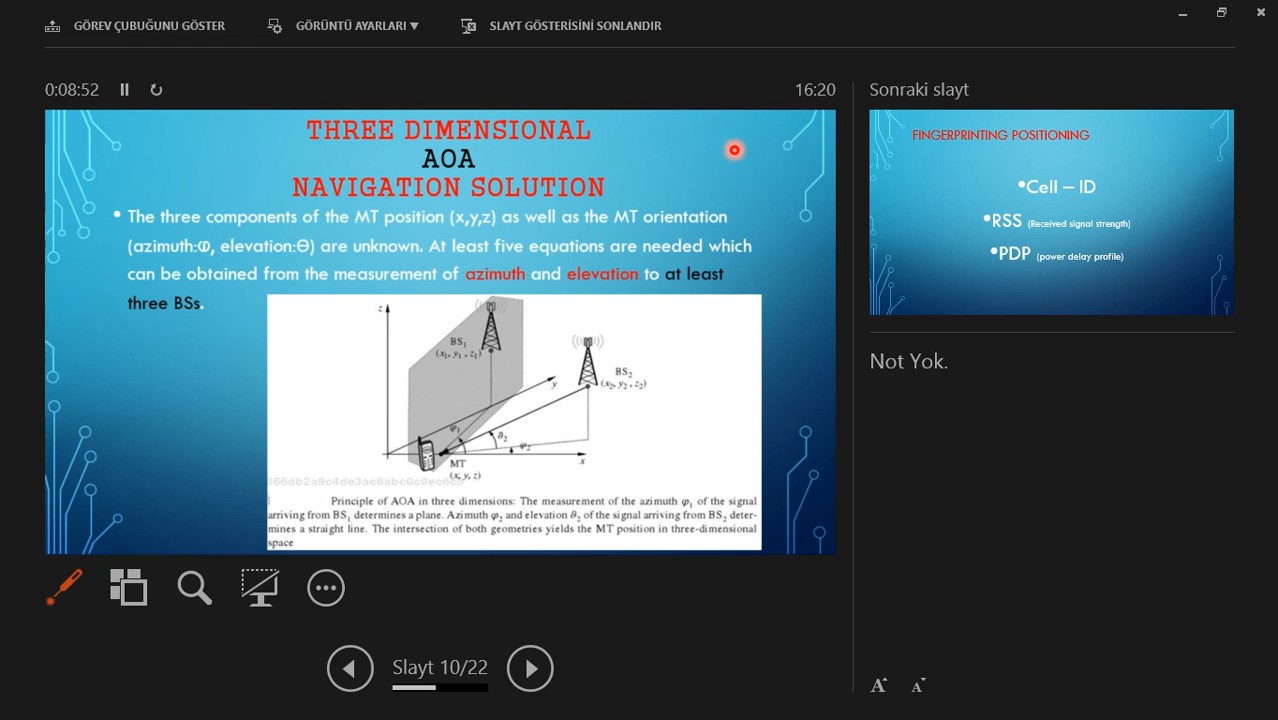 GÖREV ÇUBUĞUNU GÖSTER
GÖRÜNTÜ AYARLARI ▼
SLAYT GÖSTERİSİNİ SONLANDIR
0:08:52
16:20
THREE DIMENSIONAL
AOA
NAVIGATION SOLUTION
• The three components of the MT position (x,y,z) as well as the MT orientation
(azimuth:φ, elevation:Θ) are unknown. At least five equations are needed which
can be obtained from the measurement of azimuth and elevation to at least
three BSs.
z
BS1
(x1, y1 , z1)
BS2
(x2, y2 , z2)
y
φ1
ϑ2
φ2
x
MT
(x, y, z)
Principle of AOA in three dimensions: The measurement of the azimuth φ1 of the signal
arriving from BS1 determines a plane. Azimuth φ2 and elevation ϑ2 of the signal arriving from BS2 deter-
mines a straight line. The intersection of both geometries yields the MT position in three-dimensional
space
Slayt 10/22
Sonraki slayt
FINGERPRINTING POSITIONING
•Cell – ID
•RSS (Received signal strength)
•PDP (power delay profile)
Not Yok.
A A